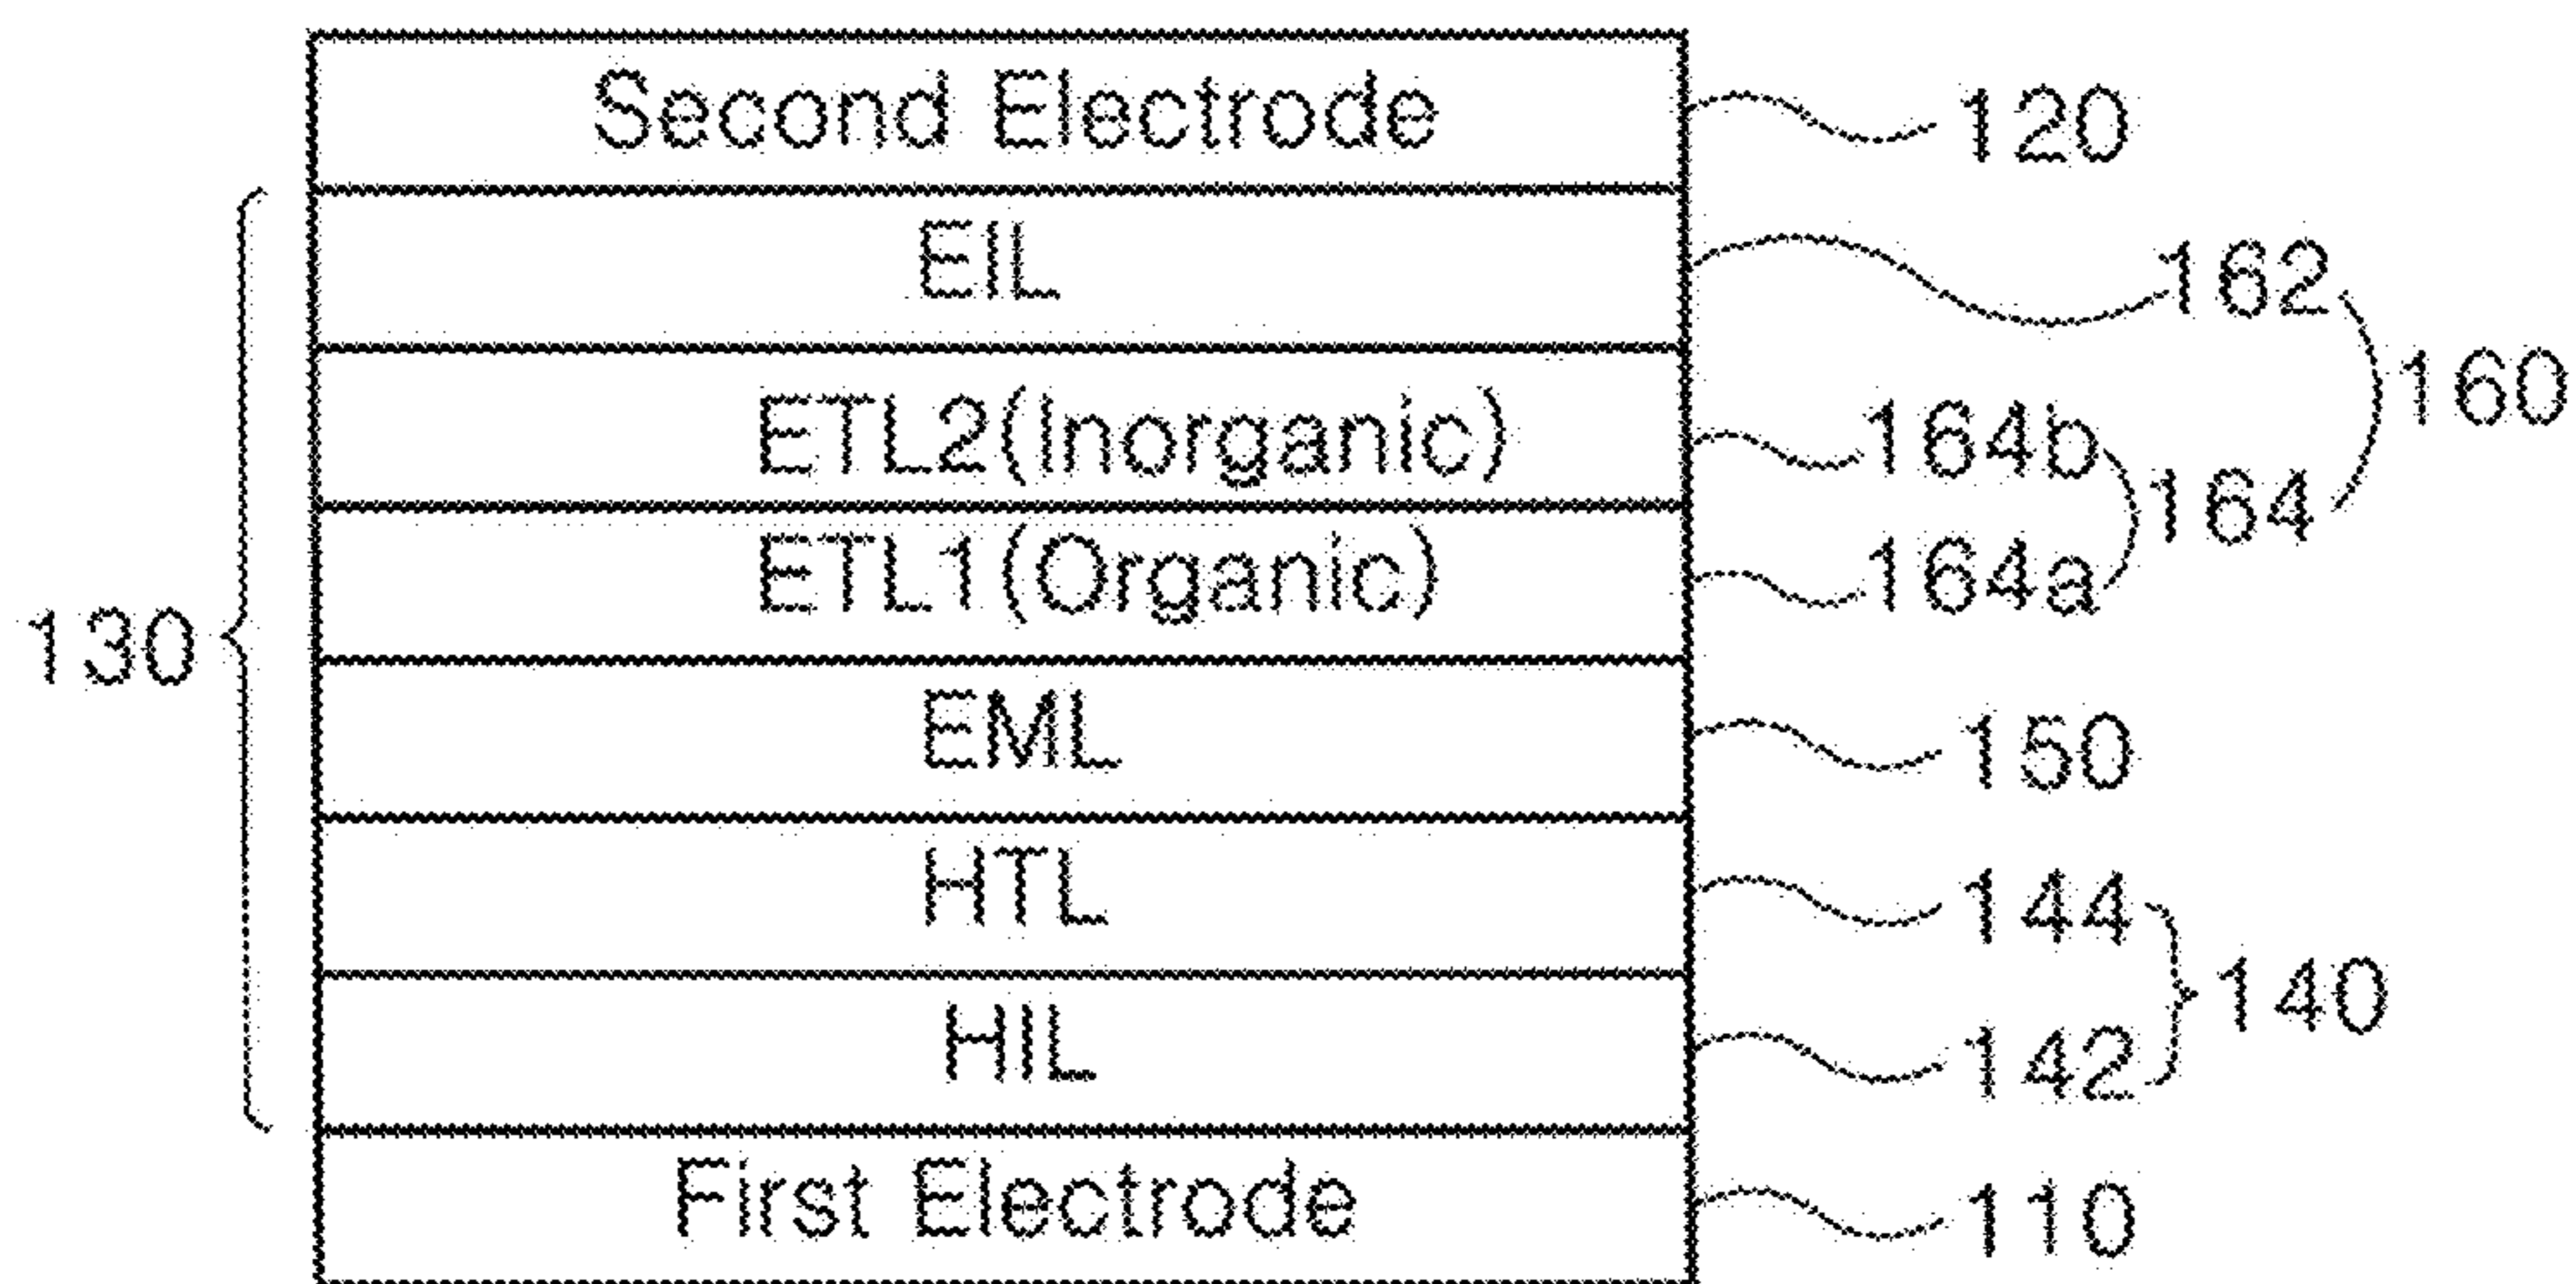 Second Electrode 120
EIL 162
160
ETL2(Inorganic) 164b
164
ETL1(Organic) 164a
130
EML 150
HTL 144
140
HIL 142
First Electrode 110